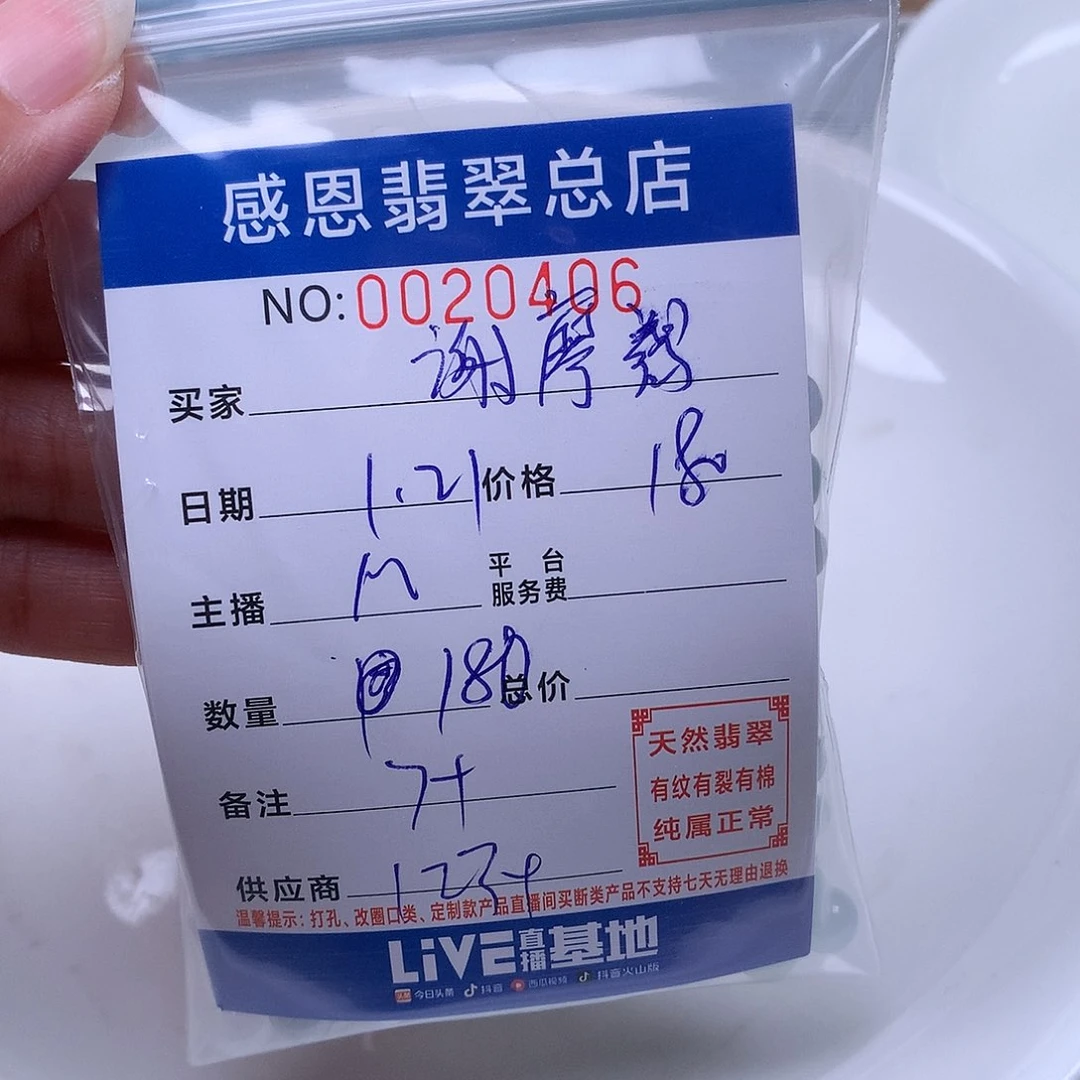 感恩翡翠总店
NO:0020406
买家 谢
日期 1.21 价格 180
主播 M 平台服务费
数量 180 总价
备注 7+
供应商 123+
天然翡翠
有纹有裂有棉
纯属正常
温馨提示：打孔、改圈口类、定制款产品直播间买断类产品不支持七天无理由退换
LiVE直播基地
今日头条 抖音 西瓜视频 抖音火山版